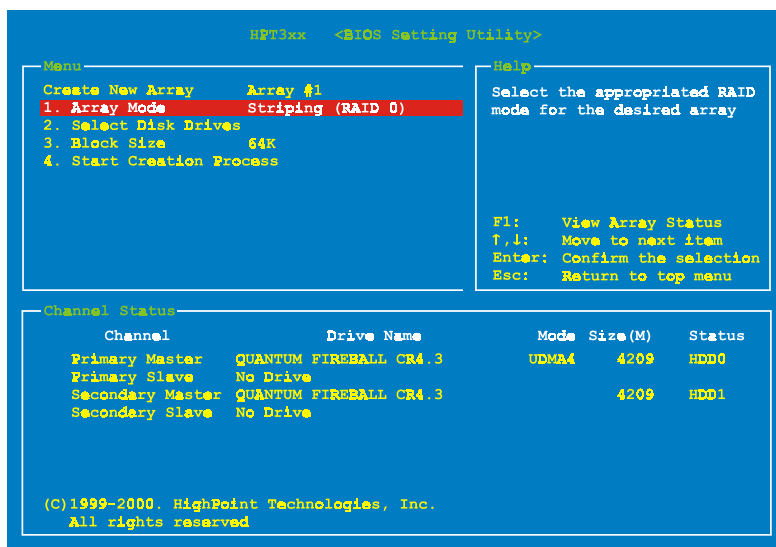 HPT3xx <BIOS Setting Utility>
Menu
Create New Array Array #1
1. Array Mode Striping (RAID 0)
2. Select Disk Drives
3. Block Size 64K
4. Start Creation Process
Help
Select the appropriated RAID
mode for the desired array
F1: View Array Status
↑,↓: Move to next item
Enter: Confirm the selection
Esc: Return to top menu
Channel Status
Channel Drive Name Mode Size(M) Status
Primary Master QUANTUM FIREBALL CR4.3 UDMA4 4209 HDD0
Primary Slave No Drive
Secondary Master QUANTUM FIREBALL CR4.3 4209 HDD1
Secondary Slave No Drive
(C)1999-2000. HighPoint Technologies, Inc.
All rights reserved